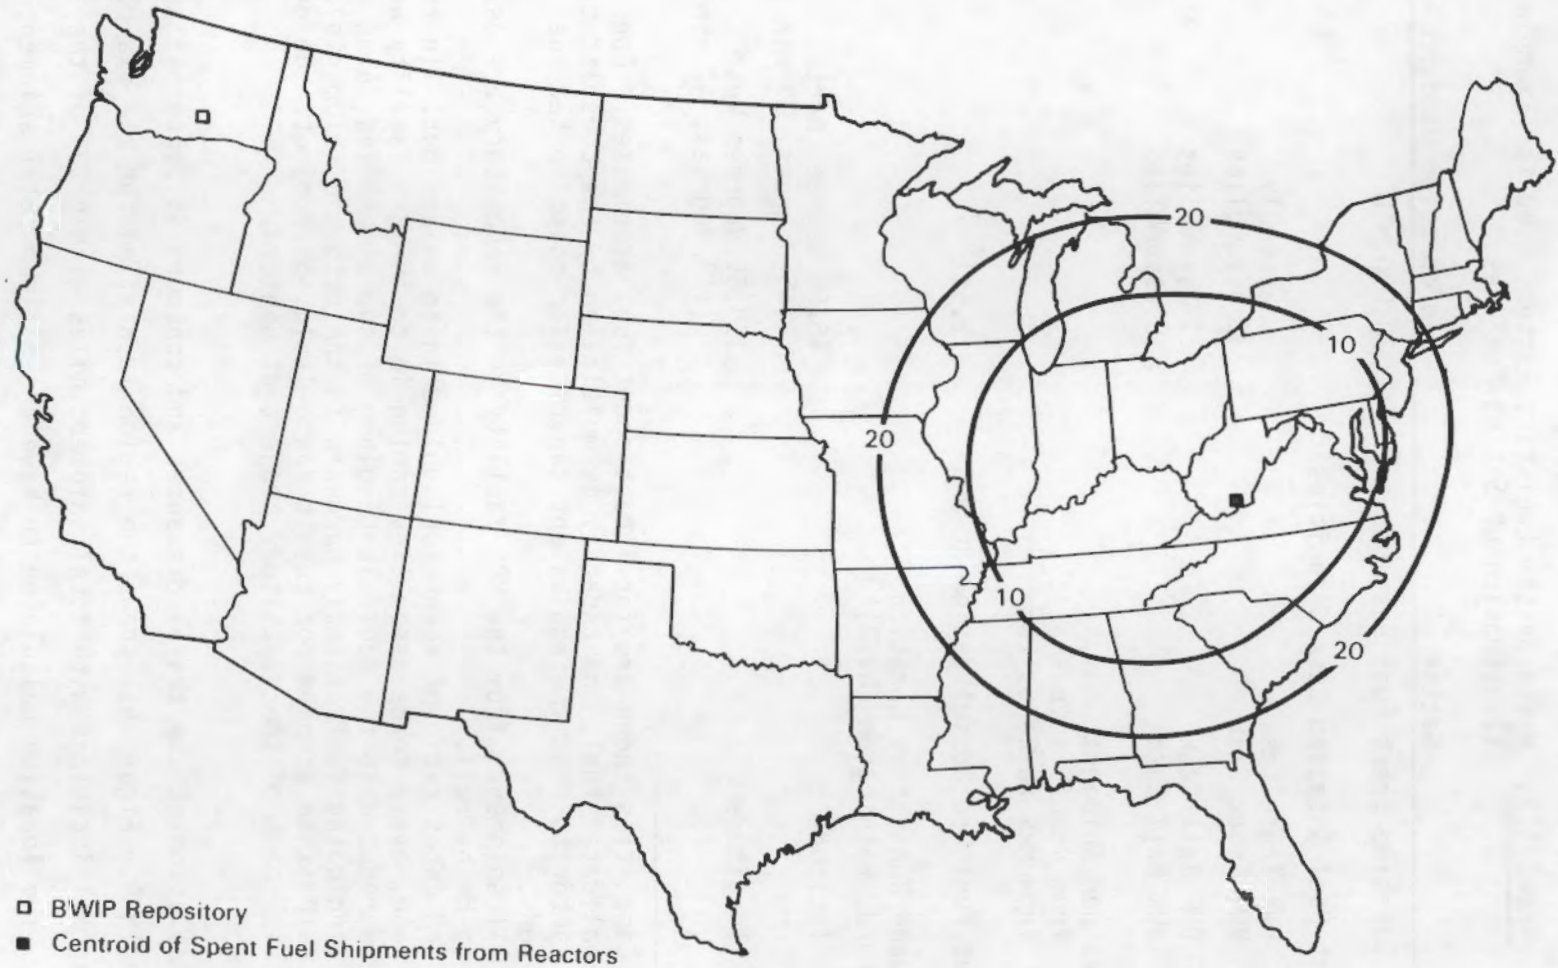 20
10
20
10
20
□ BWIP Repository
■ Centroid of Spent Fuel Shipments from Reactors